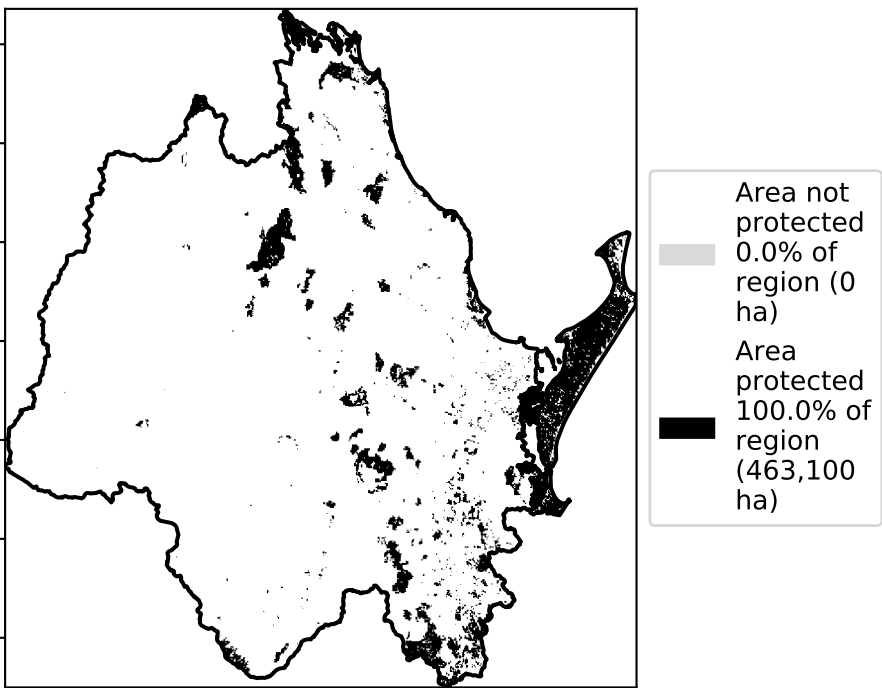 Area not
protected
0.0% of
region (0
ha)
Area
protected
100.0% of
region
(463,100
ha)